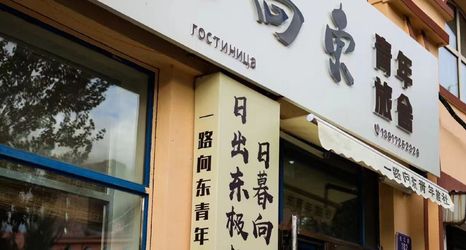 向东
青年
旅舍
гостиница
日暮向
日出东极
一路向东青年
一路向东青年旅社